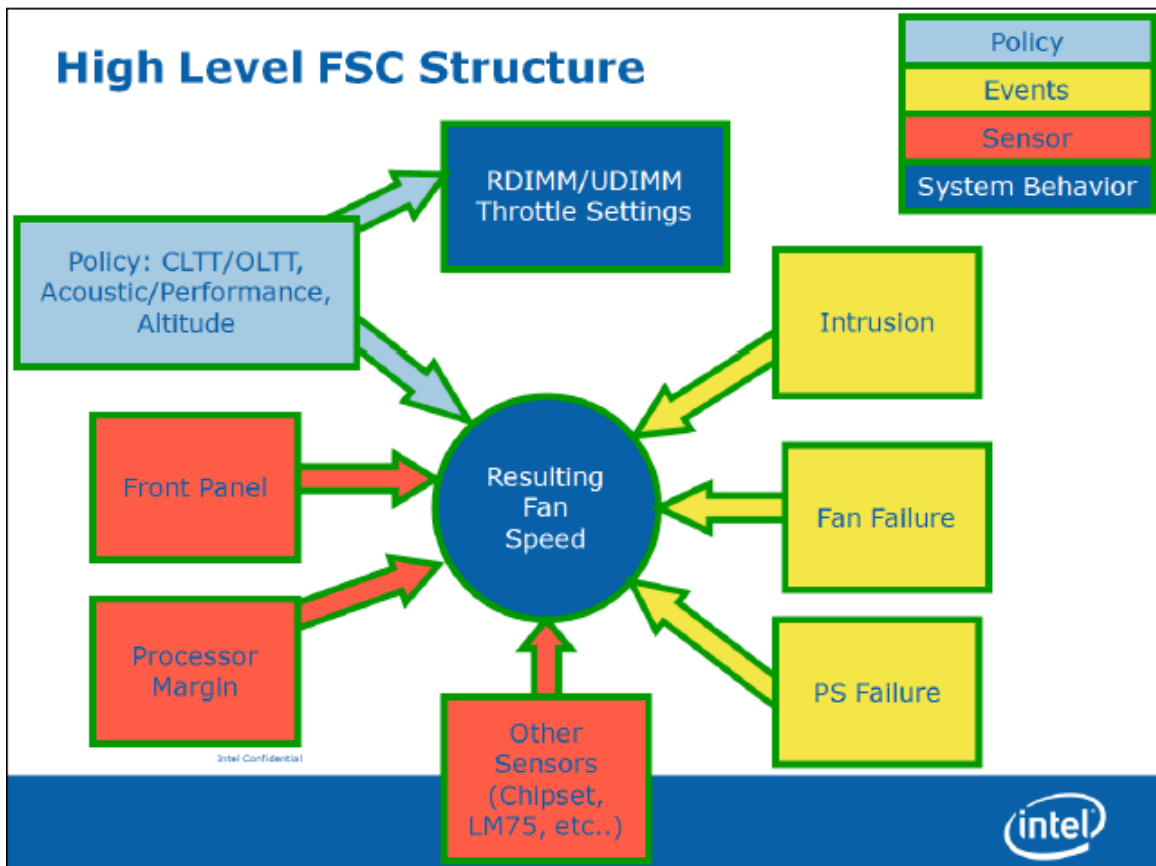 High Level FSC Structure
Policy
Events
Sensor
System Behavior
RDIMM/UDIMM
Throttle Settings
Policy: CLTT/OLTT,
Acoustic/Performance,
Altitude
Intrusion
Front Panel
Resulting
Fan
Speed
Fan Failure
Processor
Margin
PS Failure
Other
Sensors
(Chipset,
LM75, etc..)
Intel Confidential
intel